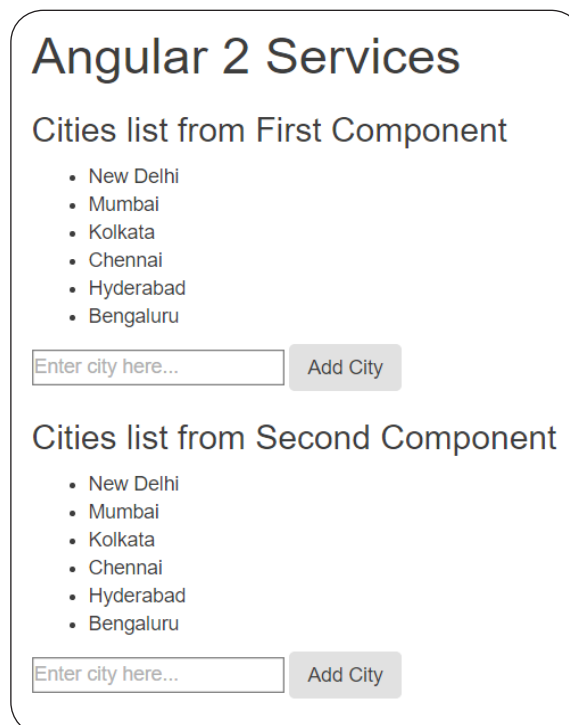 Angular 2 Services
Cities list from First Component
New Delhi
Mumbai
Kolkata
Chennai
Hyderabad
Bengaluru
Enter city here... Add City
Cities list from Second Component
New Delhi
Mumbai
Kolkata
Chennai
Hyderabad
Bengaluru
Enter city here... Add City